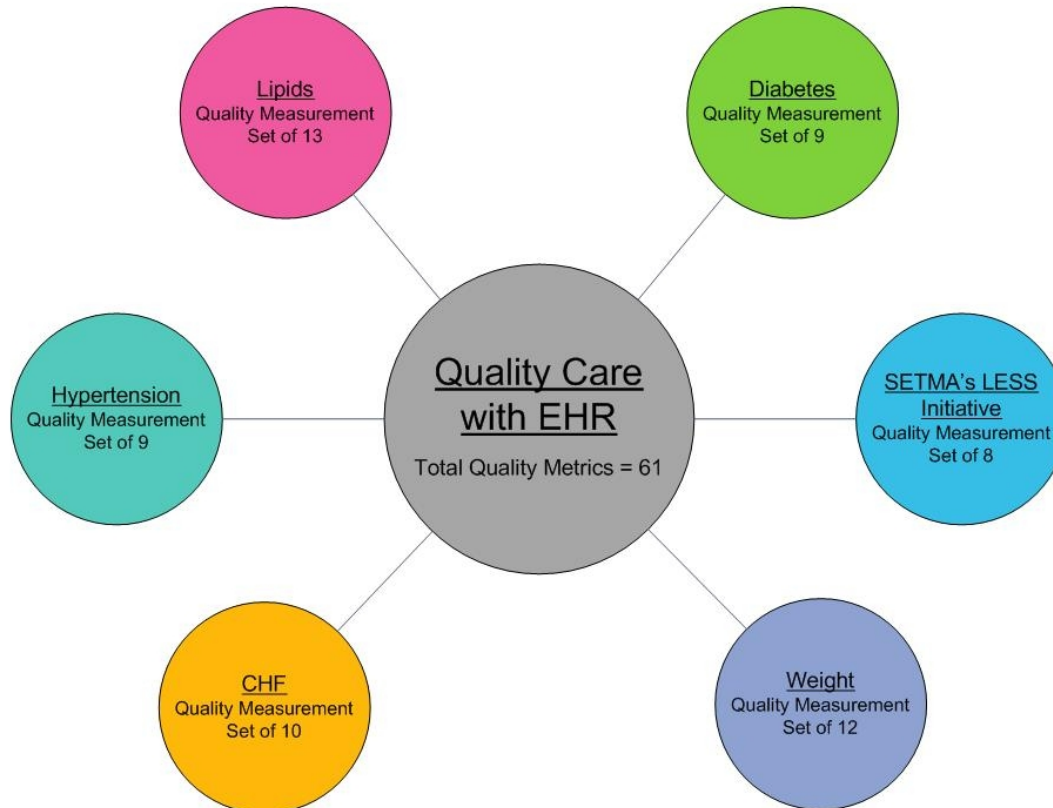 Lipids
Quality Measurement
Set of 13
Diabetes
Quality Measurement
Set of 9
Hypertension
Quality Measurement
Set of 9
Quality Care
with EHR
Total Quality Metrics = 61
SETMA's LESS
Initiative
Quality Measurement
Set of 8
CHF
Quality Measurement
Set of 10
Weight
Quality Measurement
Set of 12